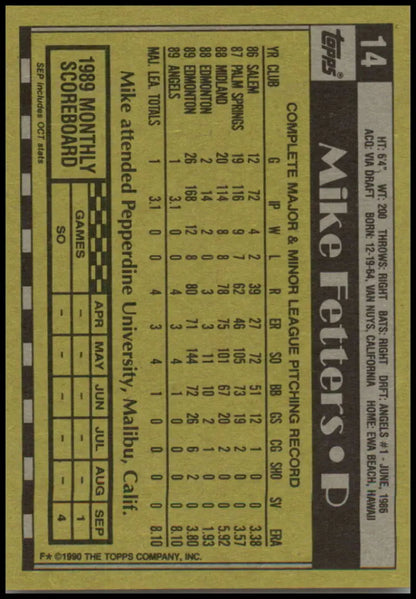 14
Topps®
Mike Fetters • P
HT: 6'4" WT: 200 THROWS: RIGHT BATS: RIGHT DRFT: ANGELS #1 - JUNE, 1986
ACQ: VIA DRAFT BORN: 12-19-64, VAN NUYS, CALIFORNIA HOME: EWA BEACH, HAWAII
COMPLETE MAJOR & MINOR LEAGUE PITCHING RECORD
YR CLUB G IP W L R ER SO BB GS CG SHO SV ERA
86 SALEM 12 72 4 2 39 27 72 51 12 1 0 0 3.38
87 PALM SPRINGS 19 116 9 7 62 46 105 73 19 2 0 0 3.57
88 MIDLAND 20 114 8 8 78 75 101 67 20 2 0 0 5.92
88 EDMONTON 2 14 2 0 4 3 11 10 2 1 0 0 1.93
89 EDMONTON 26 168 12 8 80 71 144 72 26 6 2 0 3.80
89 ANGELS 1 3.1 0 0 4 3 4 1 0 0 0 0 8.10
MAJ. LEA. TOTALS 1 3.1 0 0 4 3 4 1 0 0 0 0 8.10
Mike attended Pepperdine University, Malibu, Calif.
1989 MONTHLY
SCOREBOARD
SEP includes OCT stats
APR MAY JUN JUL AUG SEP
GAMES – – – – – 1
SO – – – – – 4
F* ©1990 THE TOPPS COMPANY, INC.